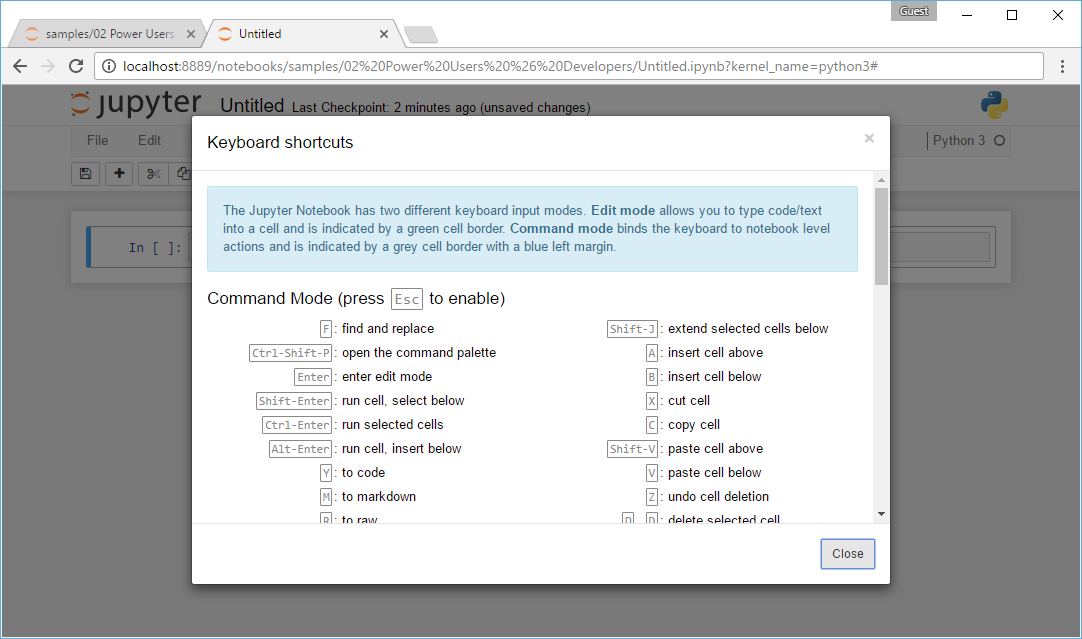 Guest
samples/02 Power Users
Untitled
localhost:8889/notebooks/samples/02%20Power%20Users%20%26%20Developers/Untitled.ipynb?kernel_name=python3#
jupyter Untitled Last Checkpoint: 2 minutes ago (unsaved changes)
File Edit Python 3
In [ ]:
Keyboard shortcuts ×
The Jupyter Notebook has two different keyboard input modes. Edit mode allows you to type code/text
into a cell and is indicated by a green cell border. Command mode binds the keyboard to notebook level
actions and is indicated by a grey cell border with a blue left margin.
Command Mode (press Esc to enable)
F : find and replace
Ctrl-Shift-P : open the command palette
Enter : enter edit mode
Shift-Enter : run cell, select below
Ctrl-Enter : run selected cells
Alt-Enter : run cell, insert below
Y : to code
M : to markdown
R : to raw
Shift-J : extend selected cells below
A : insert cell above
B : insert cell below
X : cut cell
C : copy cell
Shift-V : paste cell above
V : paste cell below
Z : undo cell deletion
D , D : delete selected cell
Close